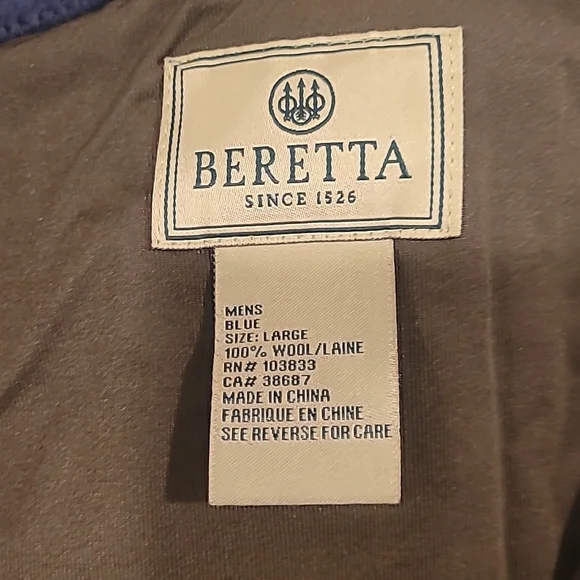 BERETTA
SINCE 1526
MENS
BLUE
SIZE: LARGE
100% WOOL/LAINE
RN# 103833
CA# 38687
MADE IN CHINA
FABRIQUE EN CHINE
SEE REVERSE FOR CARE